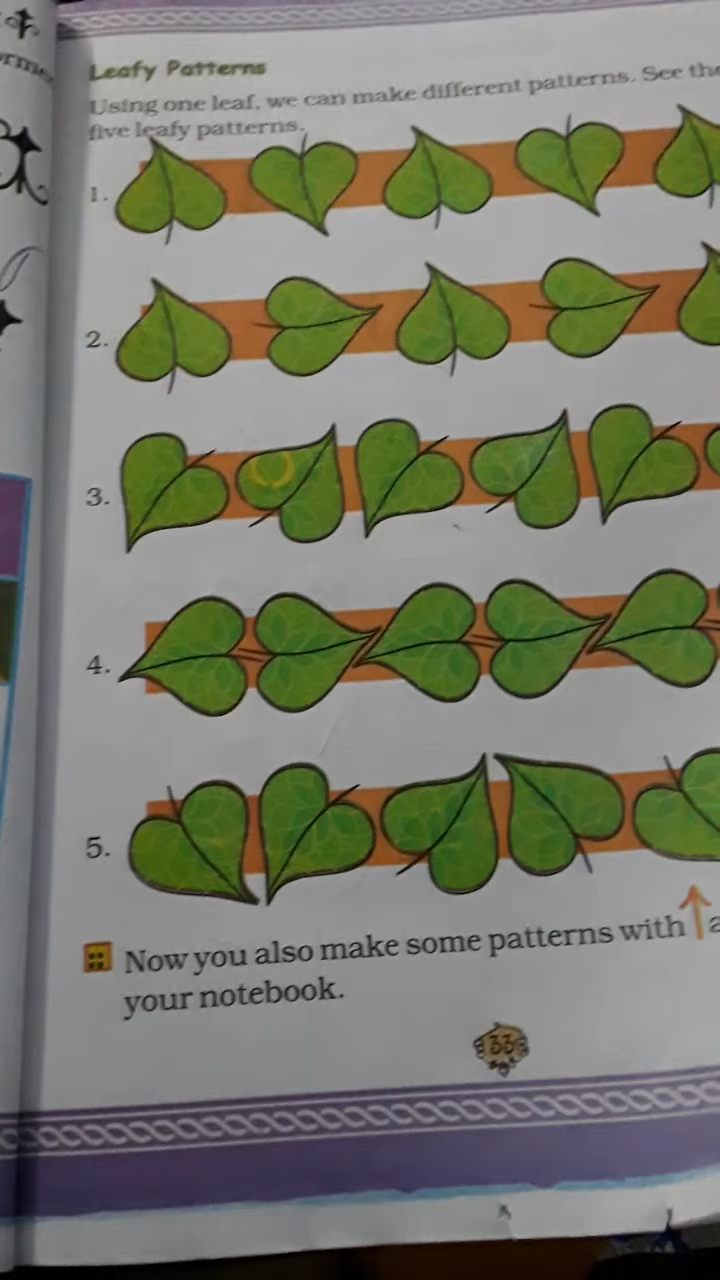 Leafy Patterns
Using one leaf, we can make different patterns. See the
five leafy patterns.
1.
2.
3.
4.
5.
Now you also make some patterns with
your notebook.
33